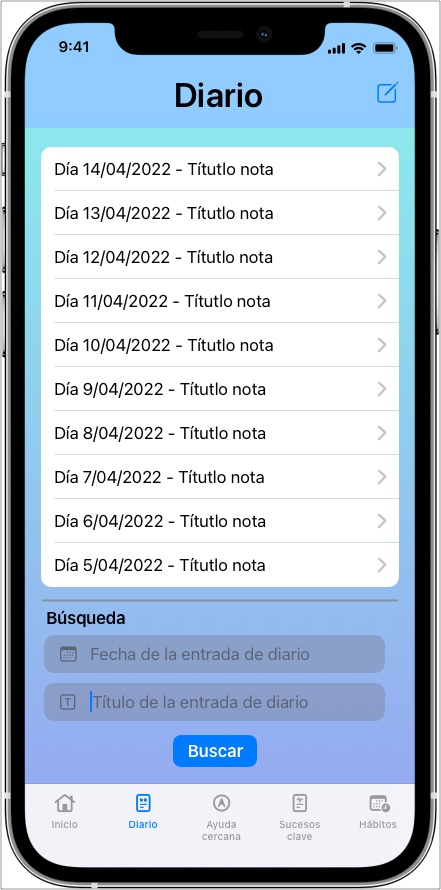 9:41
Diario
Día 14/04/2022 - Títutlo nota
Día 13/04/2022 - Títutlo nota
Día 12/04/2022 - Títutlo nota
Día 11/04/2022 - Títutlo nota
Día 10/04/2022 - Títutlo nota
Día 9/04/2022 - Títutlo nota
Día 8/04/2022 - Títutlo nota
Día 7/04/2022 - Títutlo nota
Día 6/04/2022 - Títutlo nota
Día 5/04/2022 - Títutlo nota
Búsqueda
Fecha de la entrada de diario
Título de la entrada de diario
Buscar
Inicio
Diario
Ayuda
cercana
Sucesos
clave
Hábitos